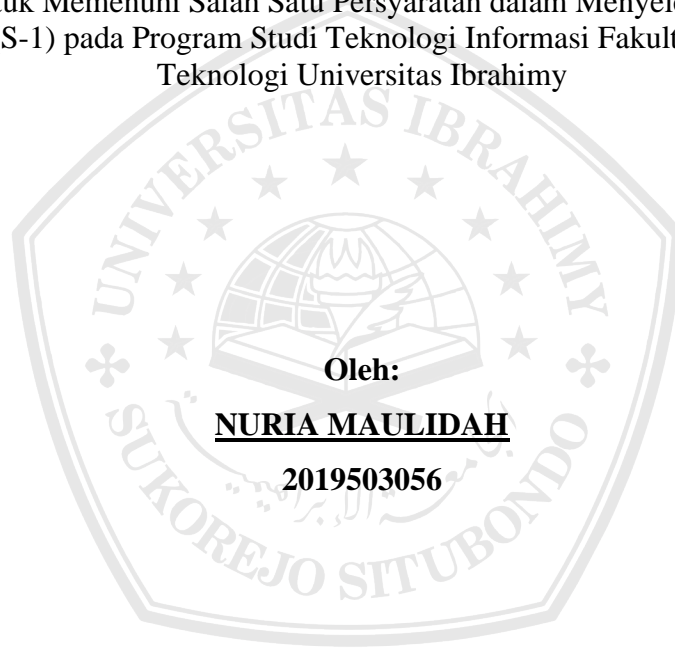 uk Memenuhi Salah Satu Persyaratan dalam Menyele
S-1) pada Program Studi Teknologi Informasi Fakult
Teknologi Universitas Ibrahimy
UNIVERSITAS IBRAHIMY
Oleh:
NURIA MAULIDAH
2019503056
SUKOREJO SITUBONDO